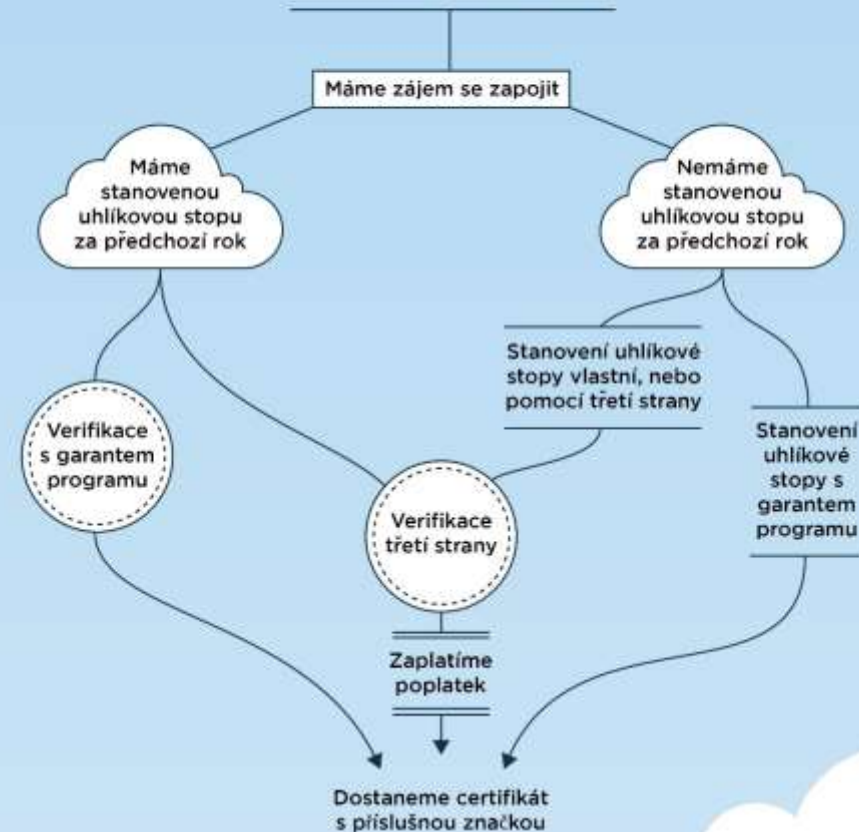 Máme zájem se zapojit
Máme
stanovenou
uhlíkovou stopu
za předchozí rok
Nemáme
stanovenou
uhlíkovou stopu
za předchozí rok
Stanovení uhlíkové
stopy vlastní, nebo
pomocí třetí strany
Verifikace
s garantem
programu
Stanovení
uhlíkové
stopy s
garantem
programu
Verifikace
třetí strany
Zaplatíme
poplatek
Dostaneme certifikát
s příslušnou značkou